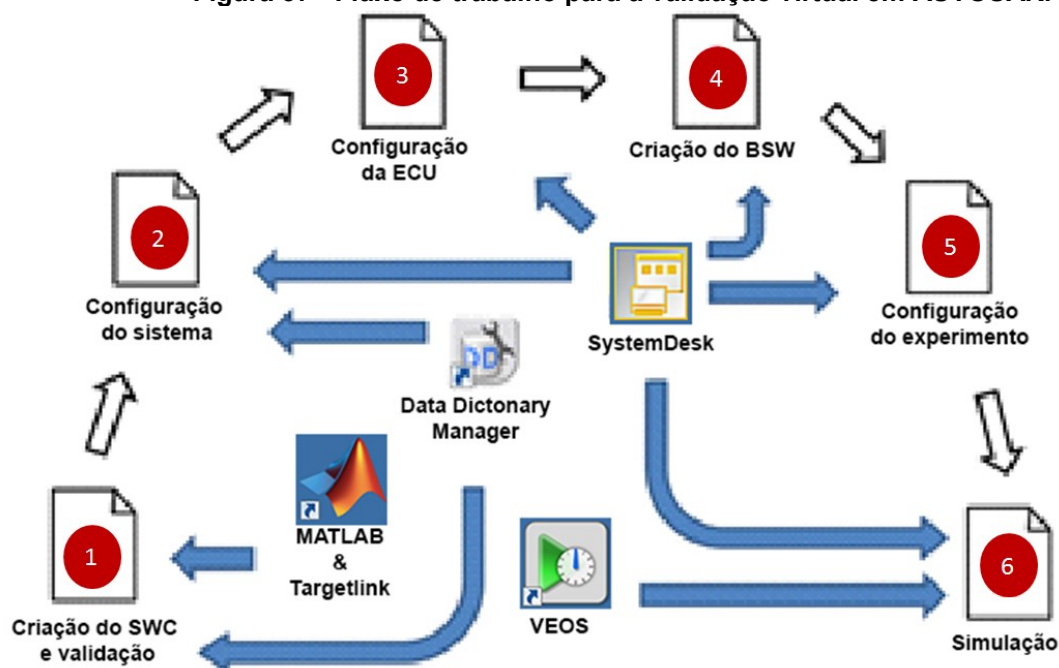 3
Configuração
da ECU
4
Criação do BSW
2
Configuração
do sistema
5
Configuração
do experimento
SystemDesk
DD
Data Dictonary
Manager
MATLAB
&
Targetlink
1
Criação do SWC
e validação
VEOS
6
Simulação